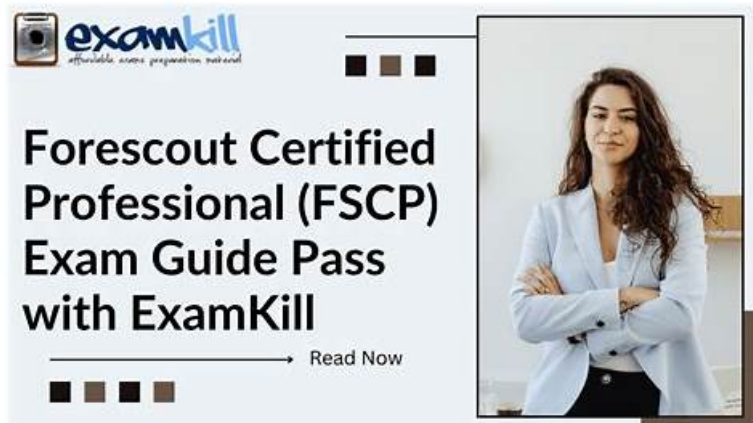 examkill
affordable exams preparation material
Forescout Certified
Professional (FSCP)
Exam Guide Pass
with ExamKill
Read Now